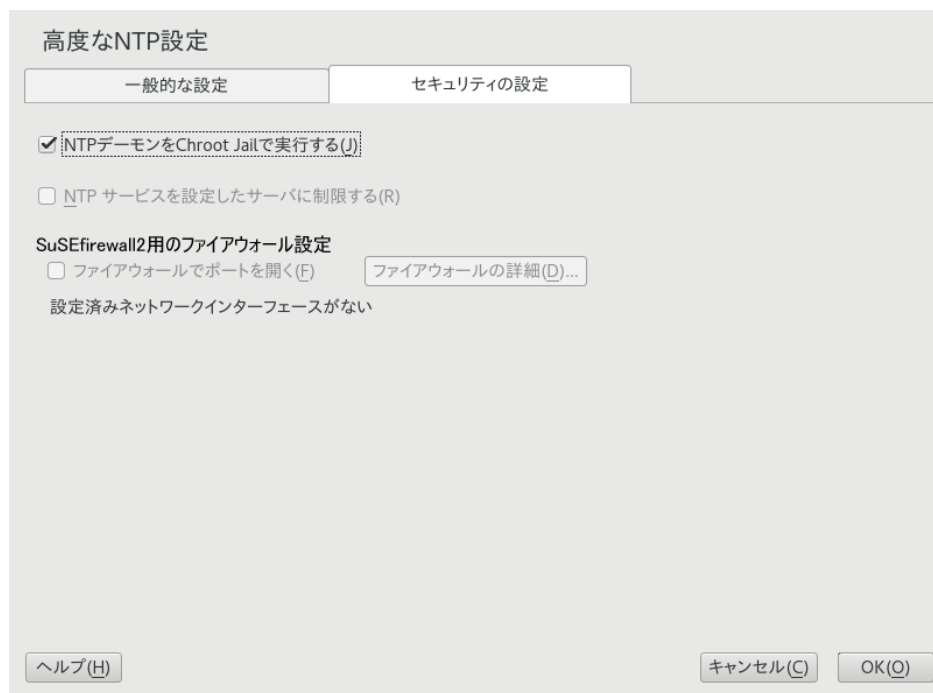 高度なNTP設定
一般的な設定 セキュリティの設定
NTPデーモンをChroot Jailで実行する(J)
NTP サービスを設定したサーバに制限する(R)
SuSEfirewall2用のファイアウォール設定
ファイアウォールでポートを開く(F) ファイアウォールの詳細(D)...
設定済みネットワークインターフェースがない
ヘルプ(H) キャンセル(C) OK(O)